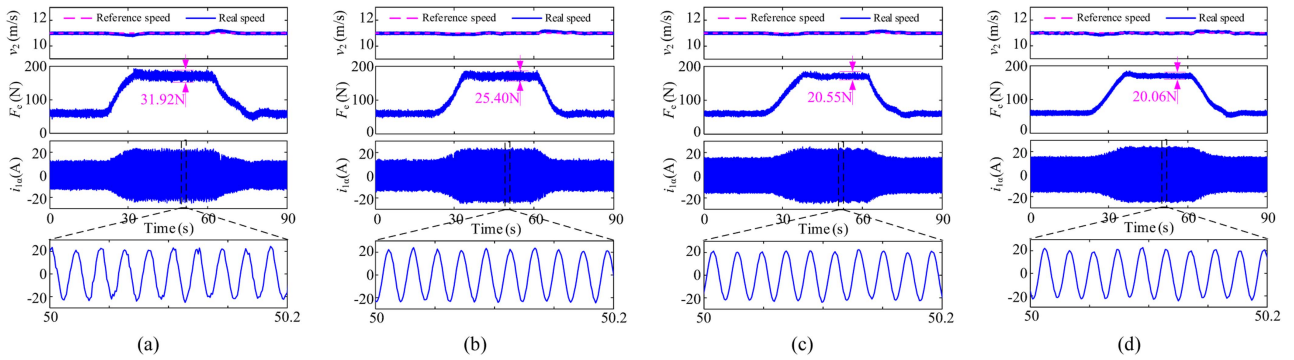 Reference speed Real speed
12
10
v2 (m/s)
200
100
0
Fe (N)
31.92N
20
0
-20
i1α(A)
0 30 60 90
Time (s)
20
0
-20
50 50.2
(a)
Reference speed Real speed
12
10
v2 (m/s)
200
100
0
Fe (N)
25.40N
20
0
-20
i1α(A)
0 30 60 90
Time (s)
20
0
-20
50 50.2
(b)
Reference speed Real speed
12
10
v2 (m/s)
200
100
0
Fe (N)
20.55N
20
0
-20
i1α(A)
0 30 60 90
Time (s)
20
0
-20
50 50.2
(c)
Reference speed Real speed
12
10
v2 (m/s)
200
100
0
Fe (N)
20.06N
20
0
-20
i1α(A)
0 30 60 90
Time (s)
20
0
-20
50 50.2
(d)